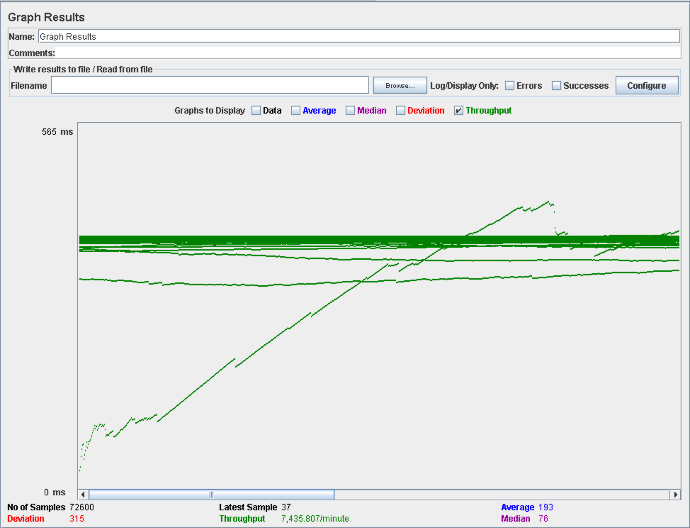 Graph Results
Name: Graph Results
Comments:
Write results to file / Read from file
Filename Browse... Log/Display Only: Errors Successes Configure
Graphs to Display Data Average Median Deviation Throughput
565 ms
0 ms
No of Samples 72600 Latest Sample 37 Average 193
Deviation 315 Throughput 7,435.807/minute Median 76